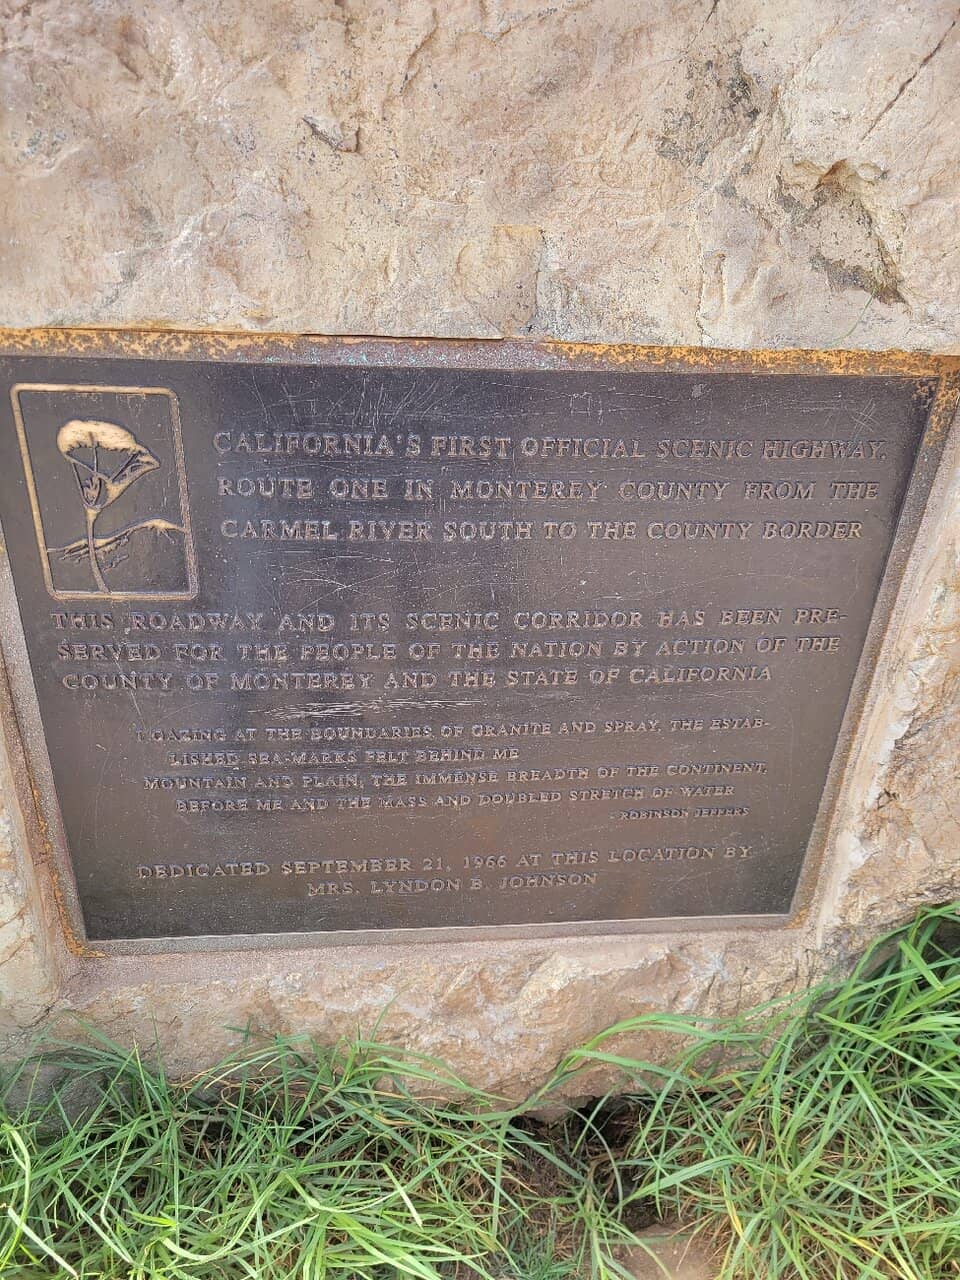 CALIFORNIA'S FIRST OFFICIAL SCENIC HIGHWAY,
ROUTE ONE IN MONTEREY COUNTY FROM THE
CARMEL RIVER SOUTH TO THE COUNTY BORDER
THIS ROADWAY AND ITS SCENIC CORRIDOR HAS BEEN PRE-
SERVED FOR THE PEOPLE OF THE NATION BY ACTION OF THE
COUNTY OF MONTEREY AND THE STATE OF CALIFORNIA
I GAZING AT THE BOUNDARIES OF GRANITE AND SPRAY, THE ESTAB-
LISHED SEA-MARKS FELT BEHIND ME
MOUNTAIN AND PLAIN, THE IMMENSE BREADTH OF THE CONTINENT,
BEFORE ME AND THE MASS AND DOUBLED STRETCH OF WATER
- ROBINSON JEFFERS
DEDICATED SEPTEMBER 21, 1966 AT THIS LOCATION BY
MRS. LYNDON B. JOHNSON